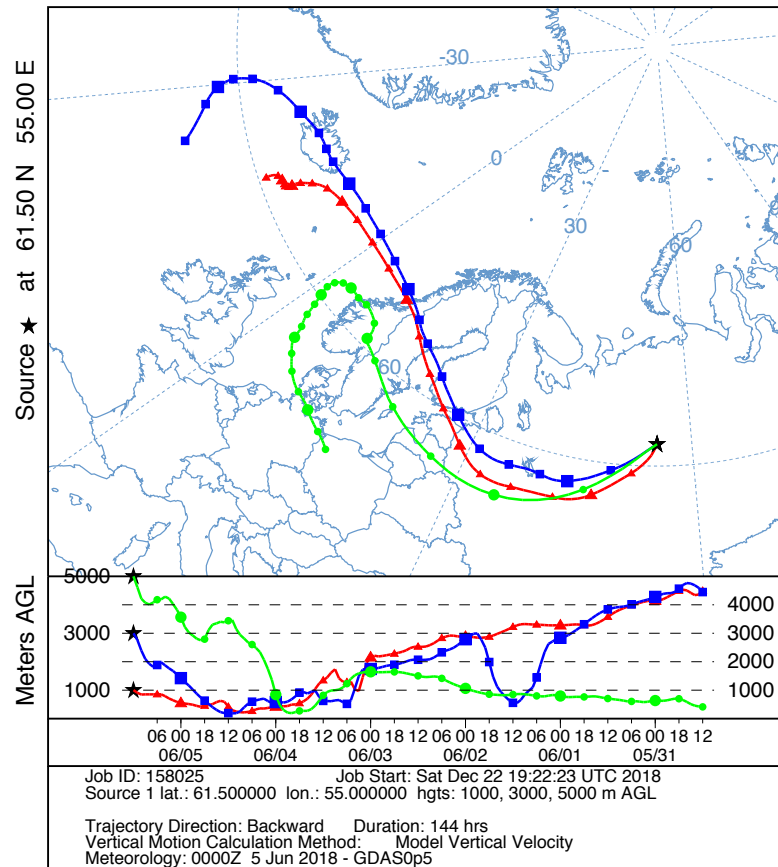 Source ★ at 61.50 N 55.00 E
-30
0
30
60
60
Meters AGL
5000
3000
1000
4000
3000
2000
1000
06 00 18 12 06 00 18 12 06 00 18 12 06 00 18 12 06 00 18 12 06 00 18 12
06/05 06/04 06/03 06/02 06/01 05/31
Job ID: 158025 Job Start: Sat Dec 22 19:22:23 UTC 2018
Source 1 lat.: 61.500000 lon.: 55.000000 hgts: 1000, 3000, 5000 m AGL
Trajectory Direction: Backward Duration: 144 hrs
Vertical Motion Calculation Method: Model Vertical Velocity
Meteorology: 0000Z 5 Jun 2018 - GDAS0p5